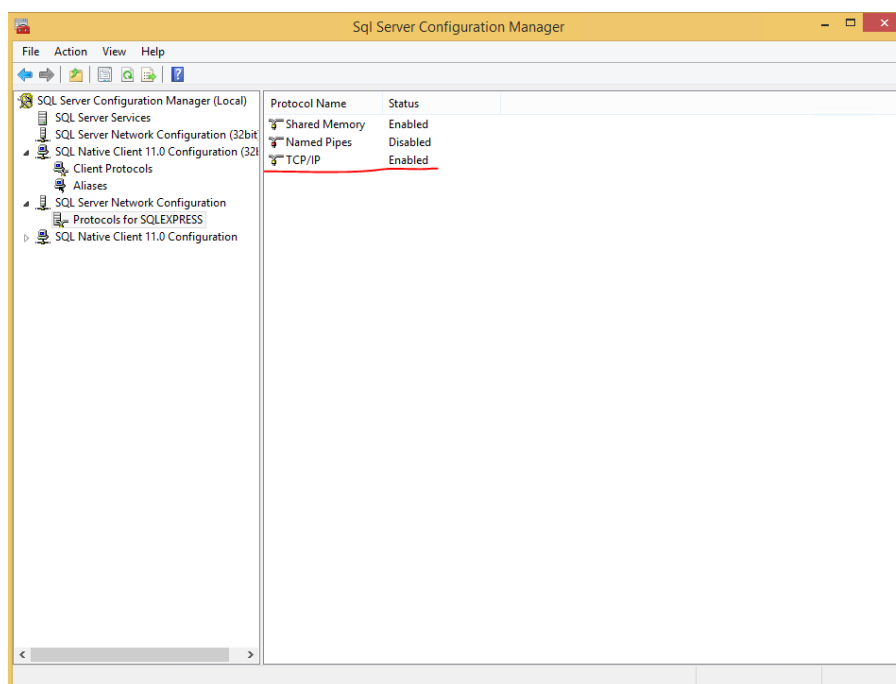 Sql Server Configuration Manager
File Action View Help
SQL Server Configuration Manager (Local)
SQL Server Services
SQL Server Network Configuration (32bit
SQL Native Client 11.0 Configuration (32b
Client Protocols
Aliases
SQL Server Network Configuration
Protocols for SQLEXPRESS
SQL Native Client 11.0 Configuration
Protocol Name Status
Shared Memory Enabled
Named Pipes Disabled
TCP/IP Enabled